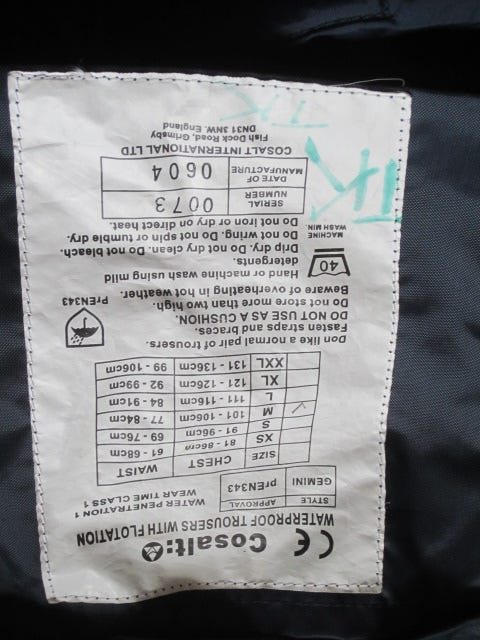 CE Cosalt:
WATERPROOF TROUSERS WITH FLOTATION
STYLE APPROVAL
GEMINI prEN343
WATER PENETRATION 1
WEAR TIME CLASS 1
SIZE CHEST WAIST
XS 81 - 86cm 61 - 68cm
S 91 - 96cm 69 - 76cm
M 101 - 106cm 77 - 84cm
L 111 - 116cm 84 - 91cm
XL 121 - 126cm 92 - 99cm
XXL 131 - 136cm 99 - 106cm
Don like a normal pair of trousers.
Fasten straps and braces.
DO NOT USE AS A CUSHION.
Do not store more than two high.
Beware of overheating in hot weather.
PrEN343
Hand or machine wash using mild
detergents.
40
MACHINE
WASH MIN.
Drip dry. Do not dry clean. Do not bleach.
Do not wring. Do not spin or tumble dry.
Do not iron or dry on direct heat.
SERIAL NUMBER 0073
DATE OF MANUFACTURE 0604
COSALT INTERNATIONAL LTD
Fish Dock Road, Grimsby
DN31 3NW. England